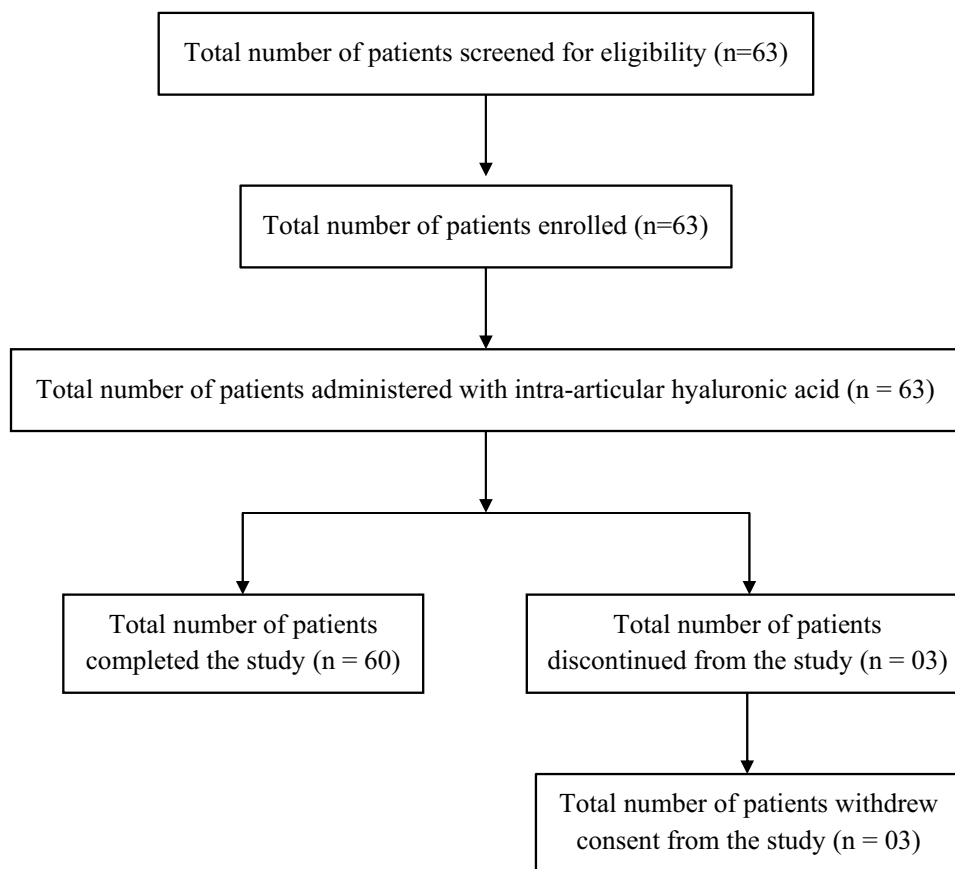 Total number of patients screened for eligibility (n=63)
Total number of patients enrolled (n=63)
Total number of patients administered with intra-articular hyaluronic acid (n = 63)
Total number of patients
completed the study (n = 60)
Total number of patients
discontinued from the study (n = 03)
Total number of patients withdrew
consent from the study (n = 03)